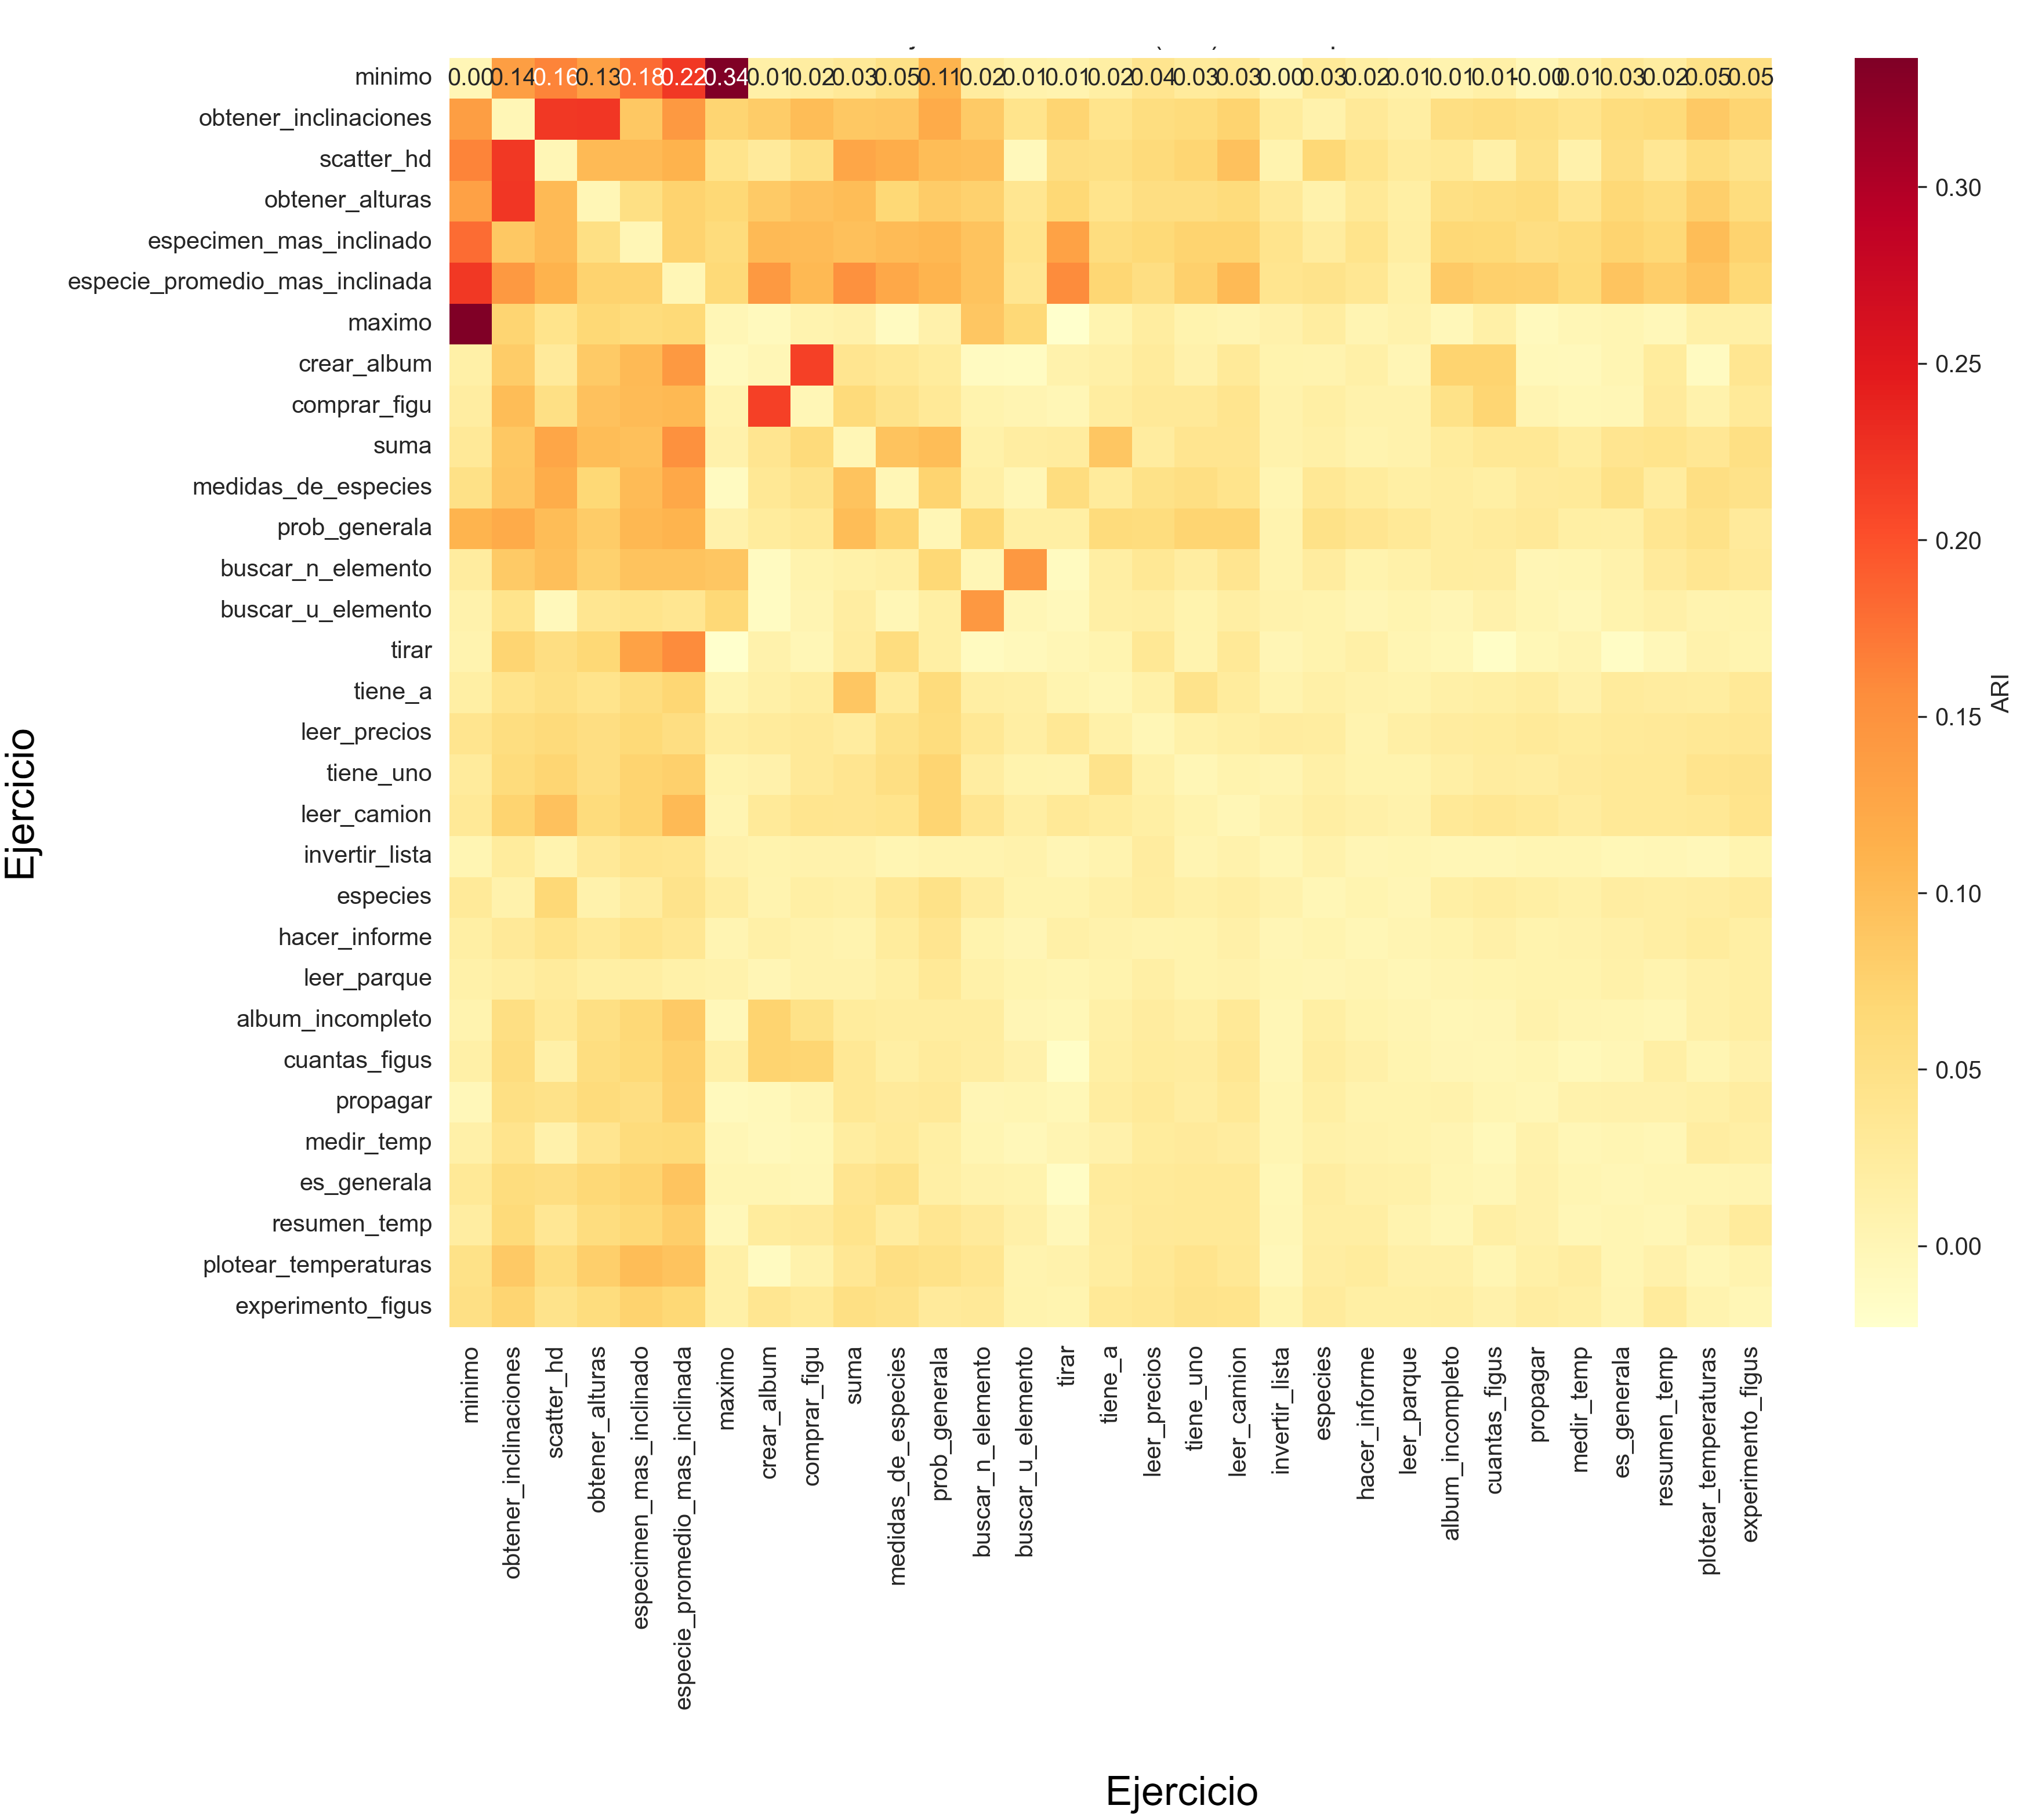 minimo
0.00 0.14 0.16 0.13 0.18 0.22 0.34 0.01 0.02 0.03 0.05 0.11 0.02 0.01 0.01 0.02 0.04 0.03 0.03 0.00 0.03 0.02 0.01 0.01 0.01 -0.00 0.01 0.03 0.02 0.05 0.05
obtener_inclinaciones
scatter_hd
obtener_alturas
especimen_mas_inclinado
especie_promedio_mas_inclinada
maximo
crear_album
comprar_figu
suma
medidas_de_especies
prob_generala
buscar_n_elemento
buscar_u_elemento
tirar
tiene_a
leer_precios
tiene_uno
leer_camion
invertir_lista
especies
hacer_informe
leer_parque
album_incompleto
cuantas_figus
propagar
medir_temp
es_generala
resumen_temp
plotear_temperaturas
experimento_figus
Ejercicio
minimo
obtener_inclinaciones
scatter_hd
obtener_alturas
especimen_mas_inclinado
especie_promedio_mas_inclinada
maximo
crear_album
comprar_figu
suma
medidas_de_especies
prob_generala
buscar_n_elemento
buscar_u_elemento
tirar
tiene_a
leer_precios
tiene_uno
leer_camion
invertir_lista
especies
hacer_informe
leer_parque
album_incompleto
cuantas_figus
propagar
medir_temp
es_generala
resumen_temp
plotear_temperaturas
experimento_figus
Ejercicio
0.30
0.25
0.20
0.15
0.10
0.05
0.00
ARI